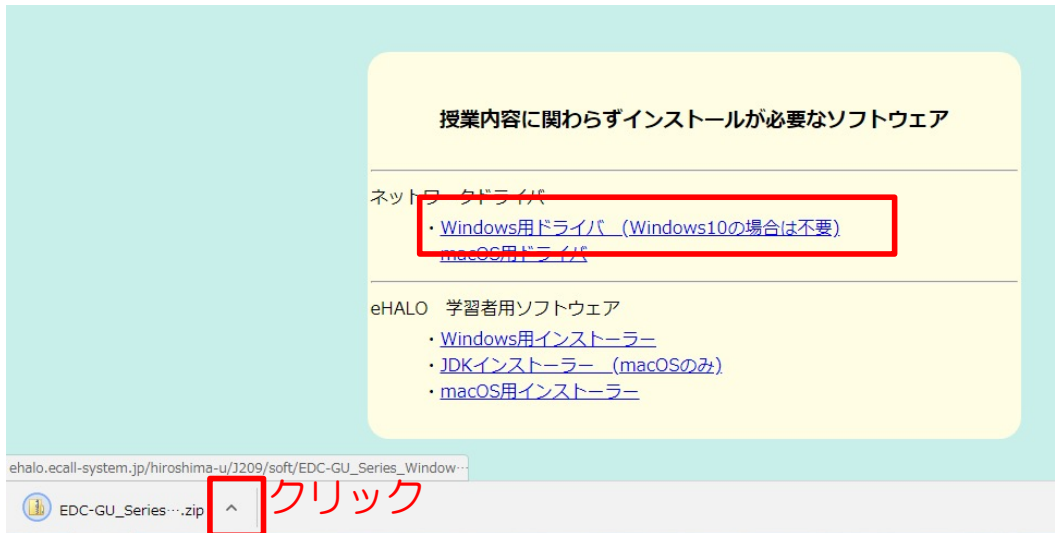 授業内容に関わらずインストールが必要なソフトウェア
ネットワークドライバ
・Windows用ドライバ　(Windows10の場合は不要)
・macOS用ドライバ
eHALO　学習者用ソフトウェア
・Windows用インストーラー
・JDKインストーラー　(macOSのみ)
・macOS用インストーラー
ehalo.ecall-system.jp/hiroshima-u/J209/soft/EDC-GU_Series_Window…
EDC-GU_Series….zip
クリック